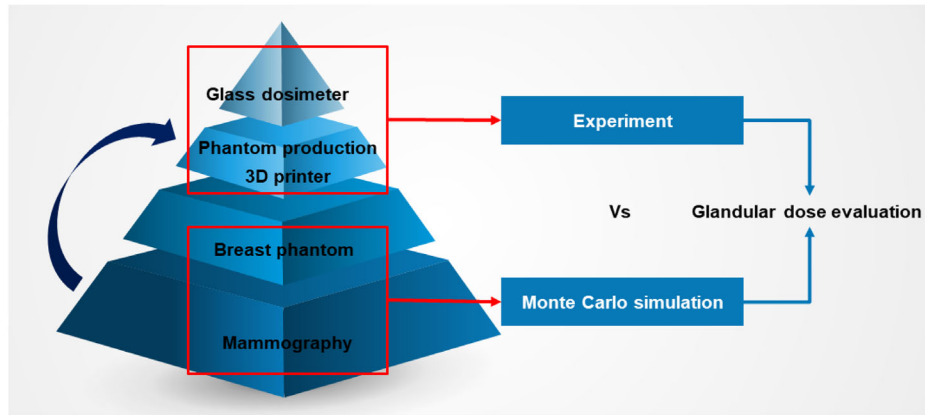 Glass dosimeter
Phantom production
3D printer
Breast phantom
Mammography
Experiment
Vs
Glandular dose evaluation
Monte Carlo simulation